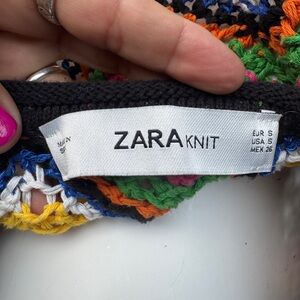 ZARA KNIT
EUR S
USA S
MEX 26